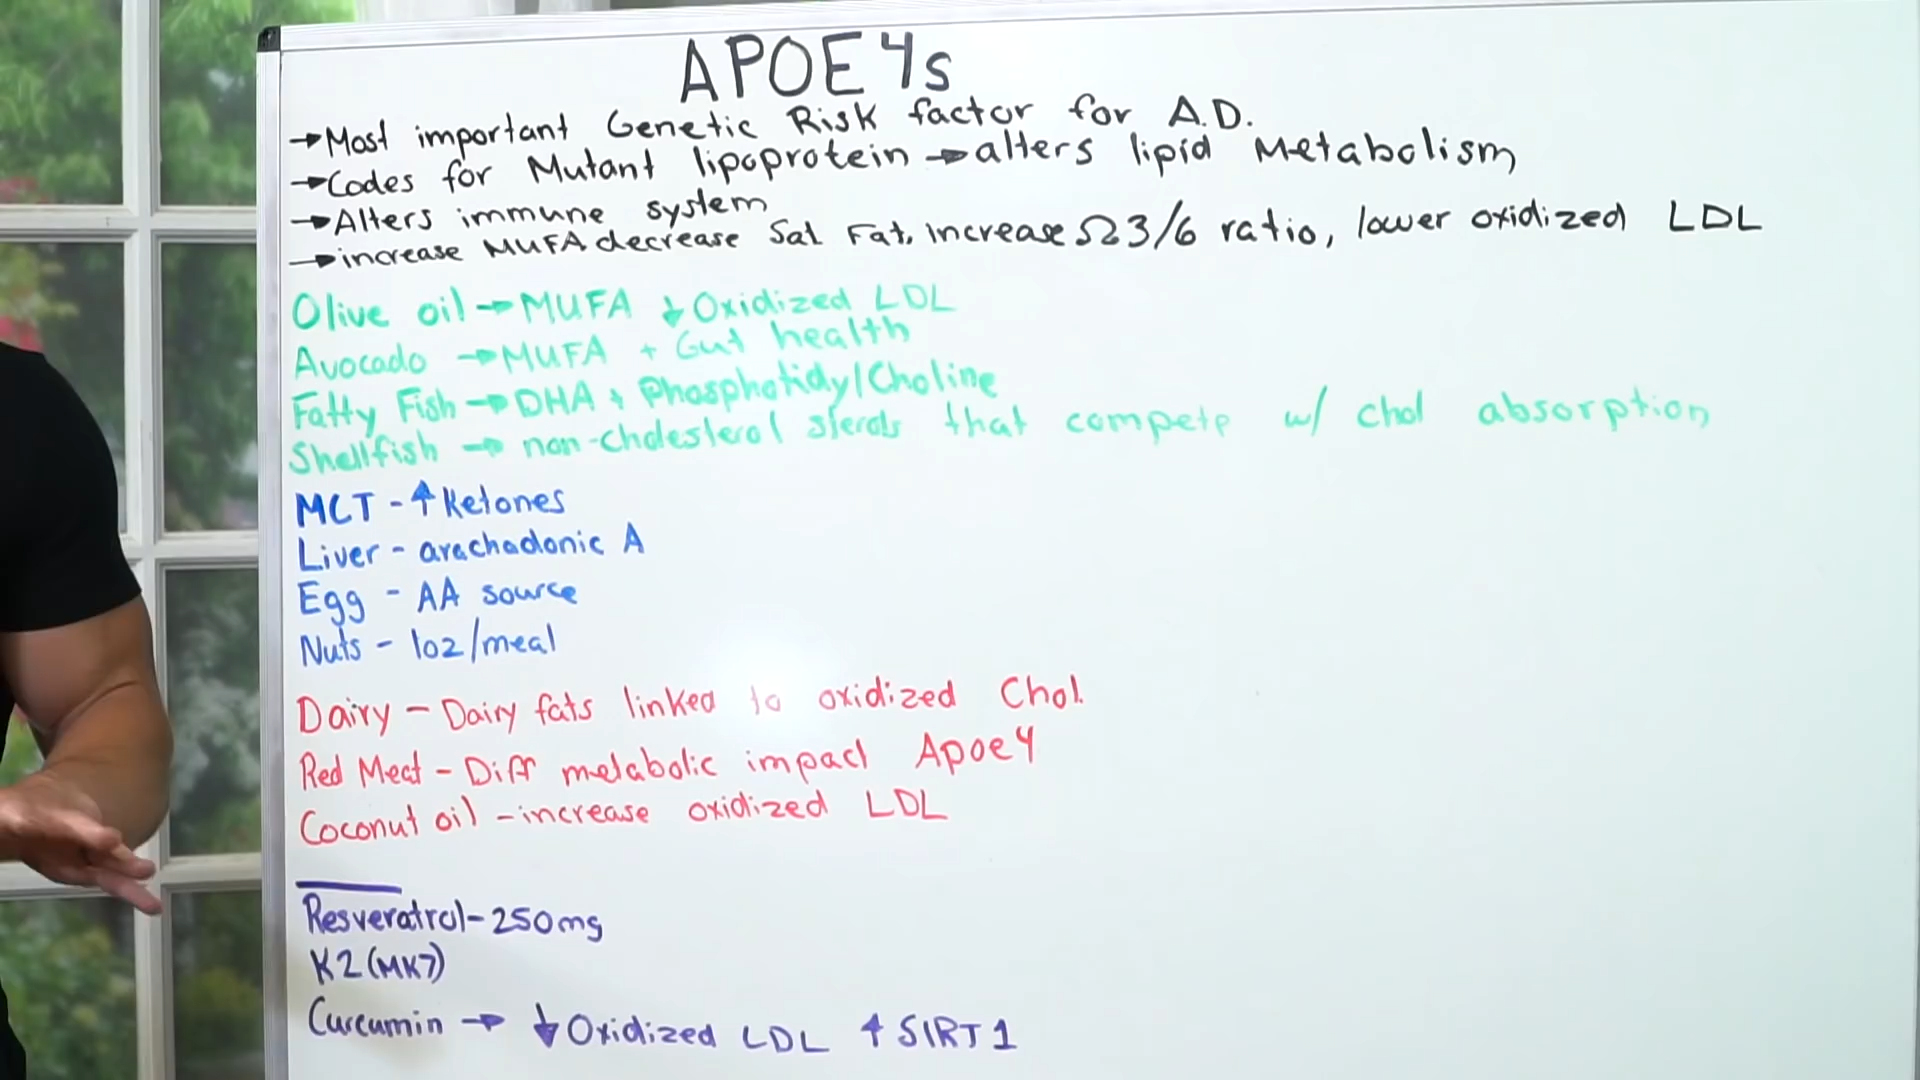 APOE4s
→Most important Genetic Risk factor for A.D.
→Codes for Mutant lipoprotein →alters lipid Metabolism
→Alters immune system
→increase MUFA decrease Sat Fat, increase Ω3/6 ratio, lower oxidized LDL
Olive oil →MUFA ↓Oxidized LDL
Avocado →MUFA + Gut health
Fatty Fish →DHA + Phosphotidyl/Choline
Shellfish → non-cholesterol sterols that compete w/ chol absorption
MCT - ↑Ketones
Liver - arachadonic A
Egg - AA source
Nuts - 1oz/meal
Dairy - Dairy fats linked to oxidized Chol.
Red Meat - Diff metabolic impact Apoe4
Coconut oil - increase oxidized LDL
Resveratrol - 250mg
K2 (MK7)
Curcumin → ↓Oxidized LDL ↑SIRT1